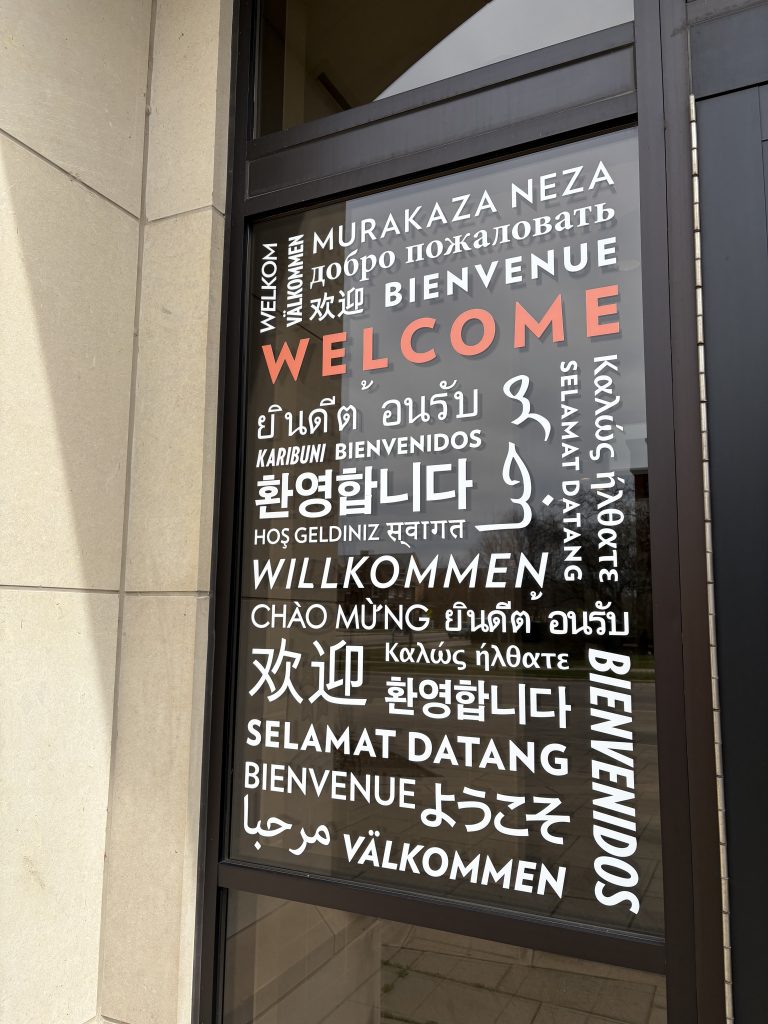 WELKOM
VÄLKOMMEN
MURAKAZA NEZA
добро пожаловать
欢迎 BIENVENUE
WELCOME
ยินดีต้อนรับ
KARIBUNI BIENVENIDOS
환영합니다
HOŞ GELDINIZ स्वागत
SELAMAT DATANG
Καλώς ήλθατε
WILLKOMMEN
CHÀO MỪNG ยินดีต้อนรับ
欢迎 Καλώς ήλθατε
환영합니다
BIENVENIDOS
SELAMAT DATANG
BIENVENUE ようこそ
مرحبا VÄLKOMMEN